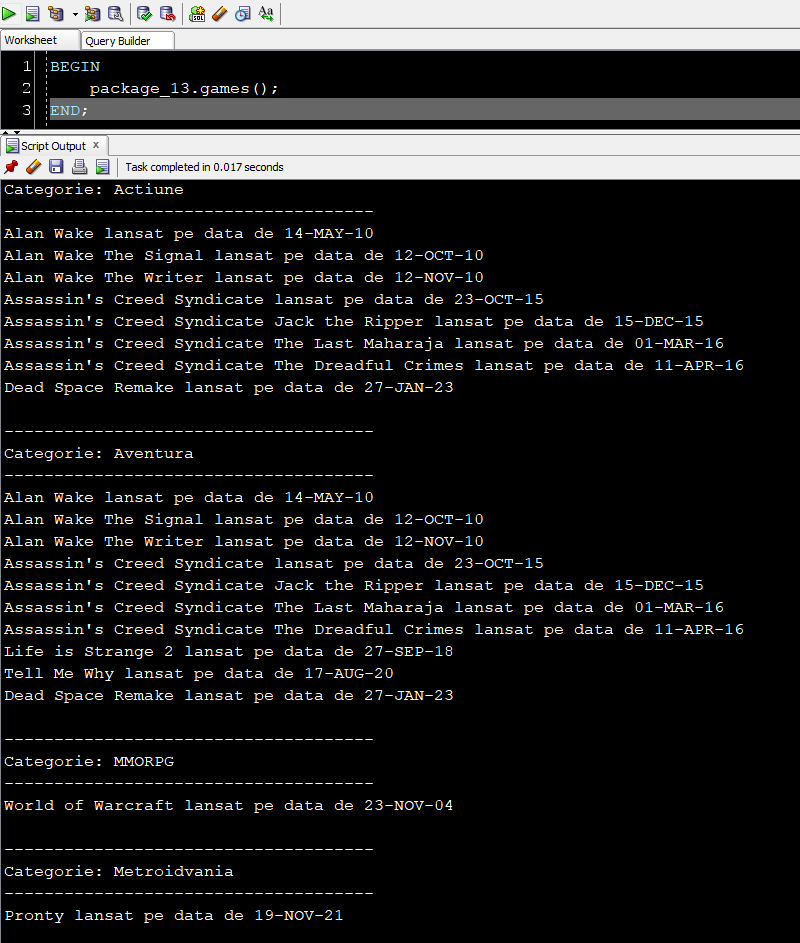 SQL
Aa
Worksheet Query Builder
1 BEGIN
2 package_13.games();
3 END;
Script Output x
Task completed in 0.017 seconds
Categorie: Actiune
-------------------------------------
Alan Wake lansat pe data de 14-MAY-10
Alan Wake The Signal lansat pe data de 12-OCT-10
Alan Wake The Writer lansat pe data de 12-NOV-10
Assassin's Creed Syndicate lansat pe data de 23-OCT-15
Assassin's Creed Syndicate Jack the Ripper lansat pe data de 15-DEC-15
Assassin's Creed Syndicate The Last Maharaja lansat pe data de 01-MAR-16
Assassin's Creed Syndicate The Dreadful Crimes lansat pe data de 11-APR-16
Dead Space Remake lansat pe data de 27-JAN-23
-------------------------------------
Categorie: Aventura
-------------------------------------
Alan Wake lansat pe data de 14-MAY-10
Alan Wake The Signal lansat pe data de 12-OCT-10
Alan Wake The Writer lansat pe data de 12-NOV-10
Assassin's Creed Syndicate lansat pe data de 23-OCT-15
Assassin's Creed Syndicate Jack the Ripper lansat pe data de 15-DEC-15
Assassin's Creed Syndicate The Last Maharaja lansat pe data de 01-MAR-16
Assassin's Creed Syndicate The Dreadful Crimes lansat pe data de 11-APR-16
Life is Strange 2 lansat pe data de 27-SEP-18
Tell Me Why lansat pe data de 17-AUG-20
Dead Space Remake lansat pe data de 27-JAN-23
-------------------------------------
Categorie: MMORPG
-------------------------------------
World of Warcraft lansat pe data de 23-NOV-04
-------------------------------------
Categorie: Metroidvania
-------------------------------------
Pronty lansat pe data de 19-NOV-21